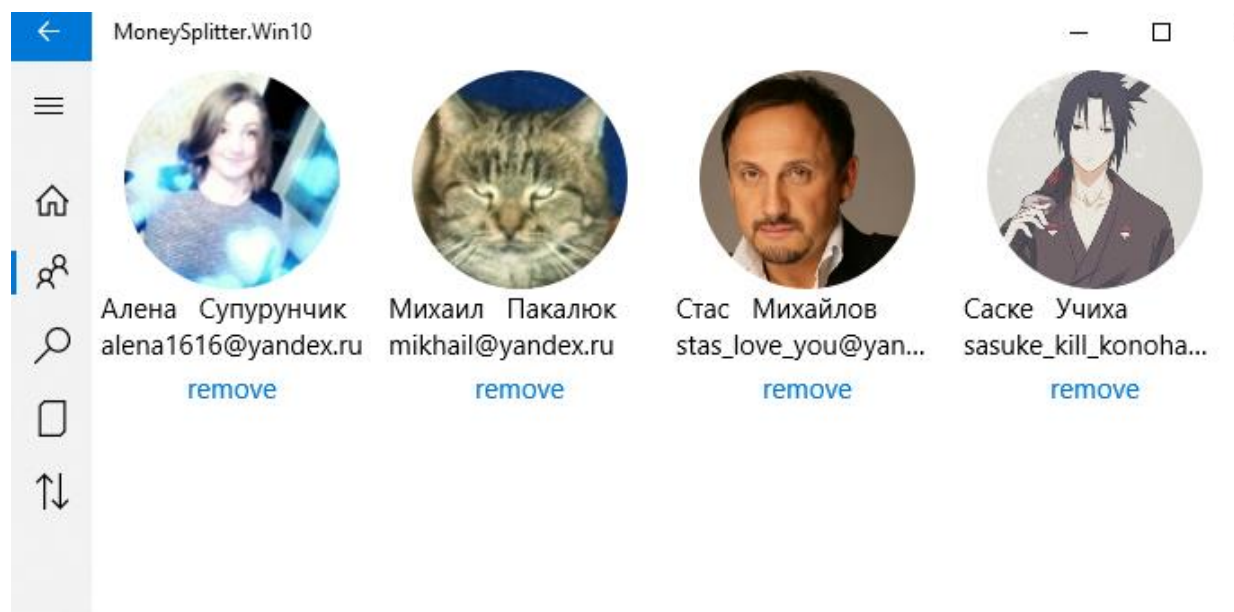 MoneySplitter.Win10
Алена Супурунчик
alena1616@yandex.ru
remove
Михаил Пакалюк
mikhail@yandex.ru
remove
Стас Михайлов
stas_love_you@yan...
remove
Саске Учиха
sasuke_kill_konoha...
remove